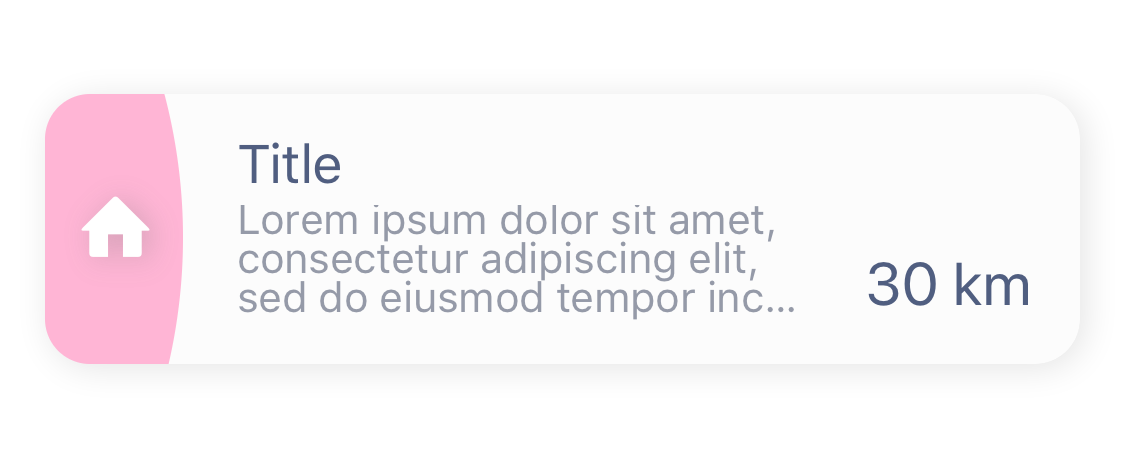 Title
Lorem ipsum dolor sit amet,
consectetur adipiscing elit,
sed do eiusmod tempor inc...
30 km